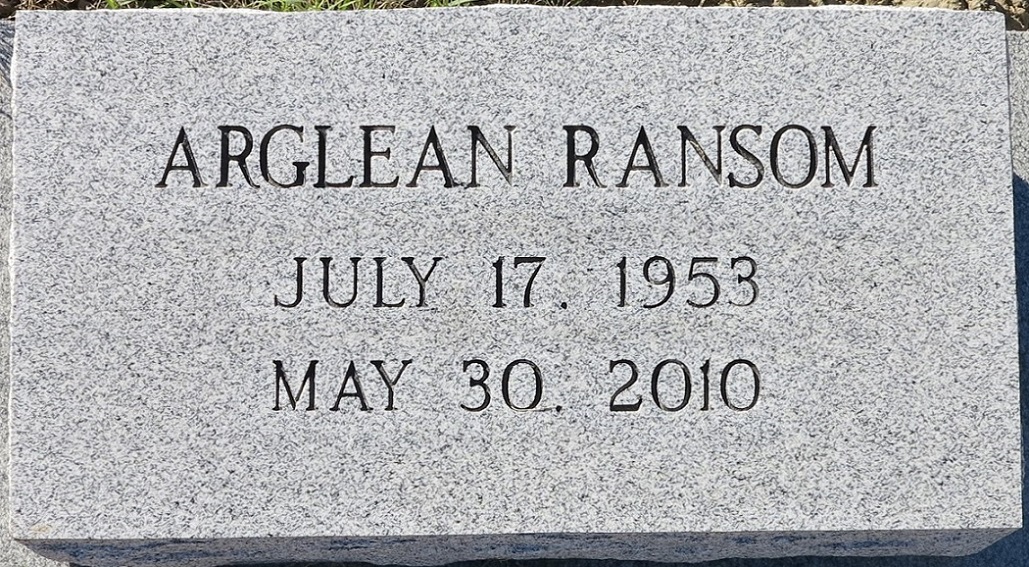 ARGLEAN RANSOM
JULY 17, 1953
MAY 30, 2010